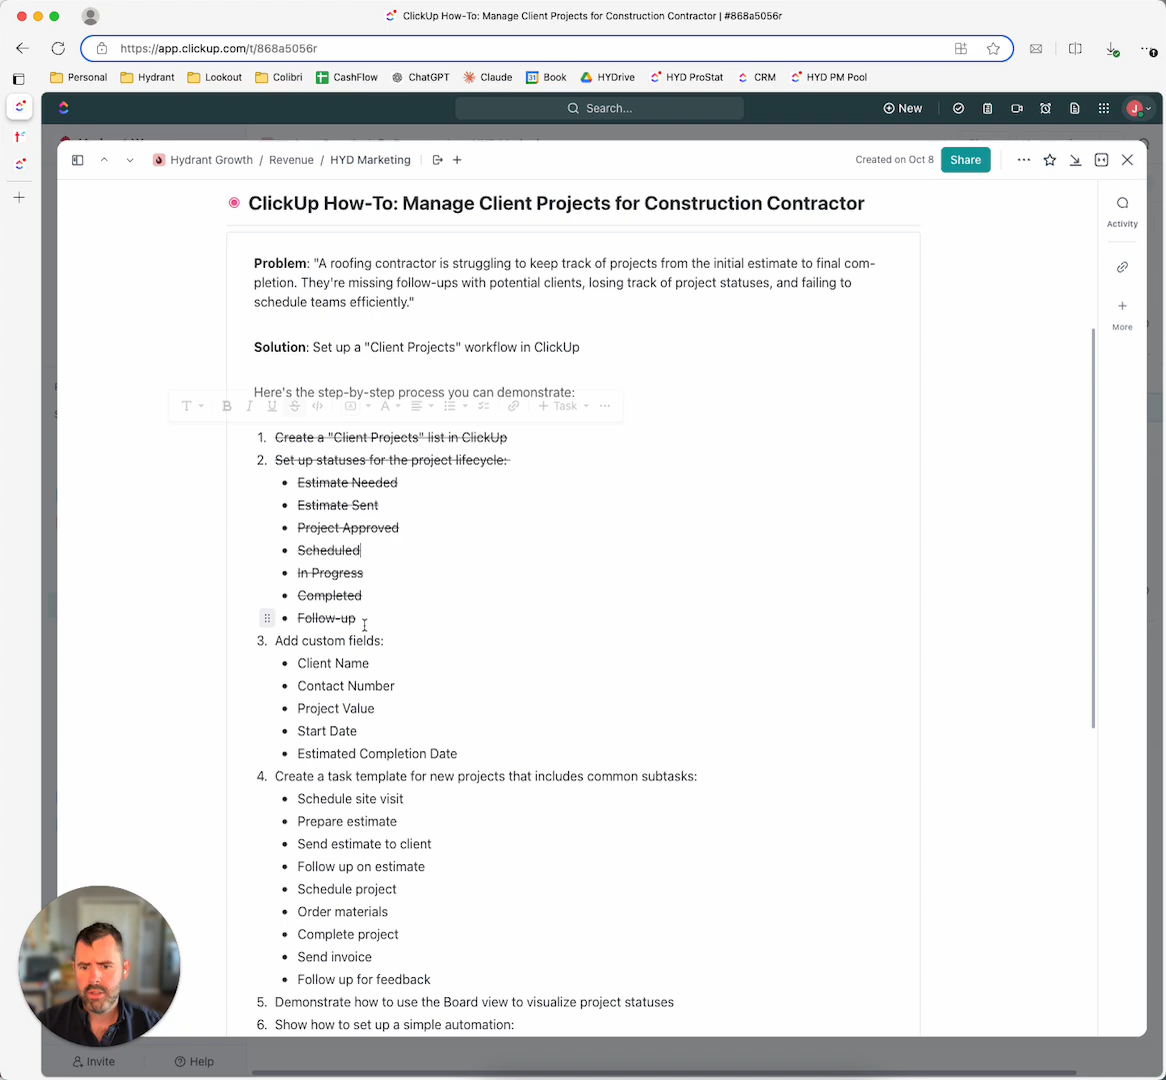 ClickUp How-To: Manage Client Projects for Construction Contractor | #868a5056r
https://app.clickup.com/t/868a5056r
Personal Hydrant Lookout Colibri CashFlow ChatGPT Claude Book HYDrive HYD ProStat CRM HYD PM Pool
Search... New
Hydrant Growth / Revenue / HYD Marketing Created on Oct 8 Share
ClickUp How-To: Manage Client Projects for Construction Contractor
Activity
More
Problem: "A roofing contractor is struggling to keep track of projects from the initial estimate to final com-
pletion. They're missing follow-ups with potential clients, losing track of project statuses, and failing to
schedule teams efficiently."
Solution: Set up a "Client Projects" workflow in ClickUp
Here's the step-by-step process you can demonstrate:
T B I U S A A Task
1. Create a "Client Projects" list in ClickUp
2. Set up statuses for the project lifecycle:
• Estimate Needed
• Estimate Sent
• Project Approved
• Scheduled
• In Progress
• Completed
• Follow-up
3. Add custom fields:
• Client Name
• Contact Number
• Project Value
• Start Date
• Estimated Completion Date
4. Create a task template for new projects that includes common subtasks:
• Schedule site visit
• Prepare estimate
• Send estimate to client
• Follow up on estimate
• Schedule project
• Order materials
• Complete project
• Send invoice
• Follow up for feedback
5. Demonstrate how to use the Board view to visualize project statuses
6. Show how to set up a simple automation:
Invite Help